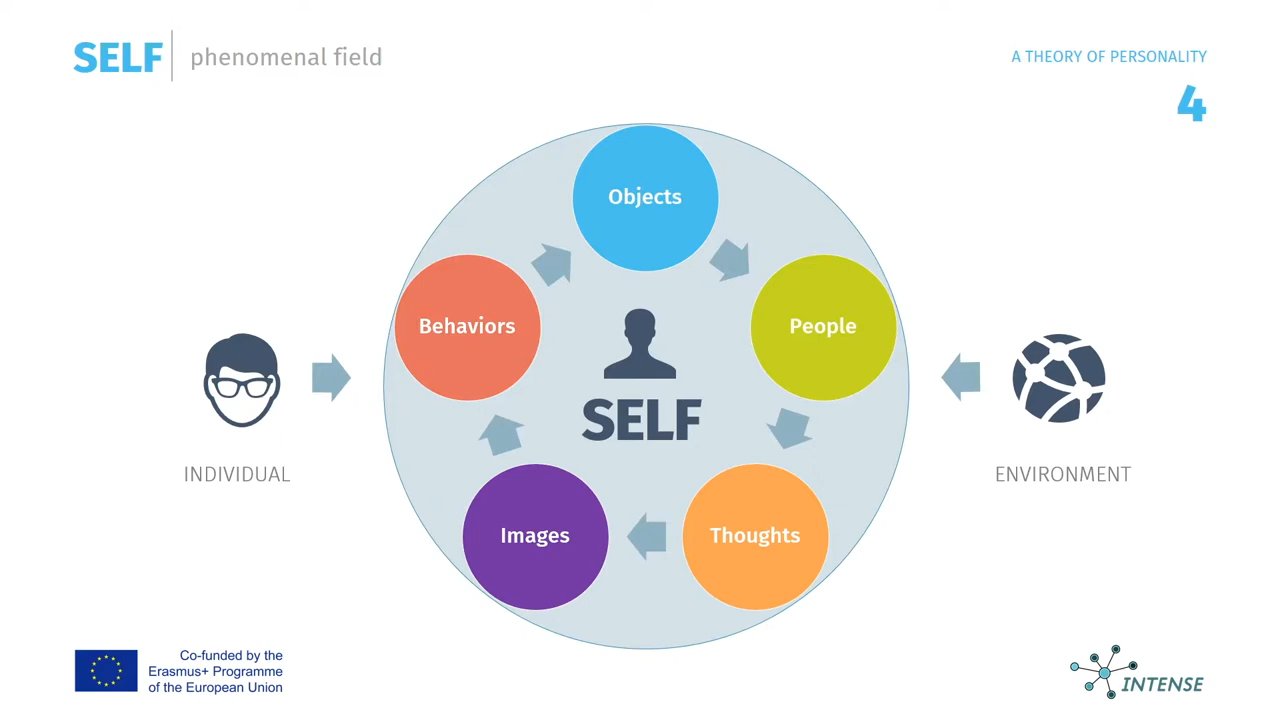 SELF phenomenal field
A THEORY OF PERSONALITY
4
Objects
Behaviors
People
SELF
INDIVIDUAL
ENVIRONMENT
Images
Thoughts
Co-funded by the
Erasmus+ Programme
of the European Union
INTENSE